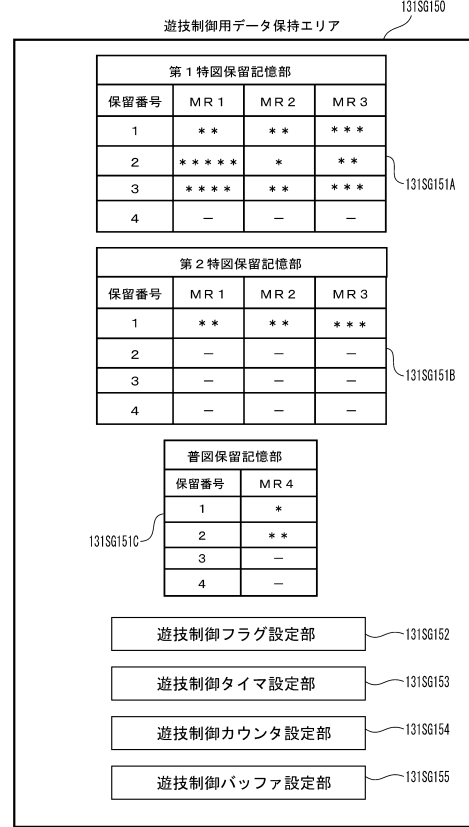 131SG150
遊技制御用データ保持エリア
第1特図保留記憶部
保留番号 MR1 MR2 MR3
1 ** ** ***
2 ***** * **
131SG151A
3 **** ** ***
4 － － －
第2特図保留記憶部
保留番号 MR1 MR2 MR3
1 ** ** ***
2 － － －
131SG151B
3 － － －
4 － － －
普図保留記憶部
保留番号 MR4
1 *
2 **
131SG151C
3 －
4 －
遊技制御フラグ設定部 131SG152
遊技制御タイマ設定部 131SG153
遊技制御カウンタ設定部 131SG154
遊技制御バッファ設定部 131SG155